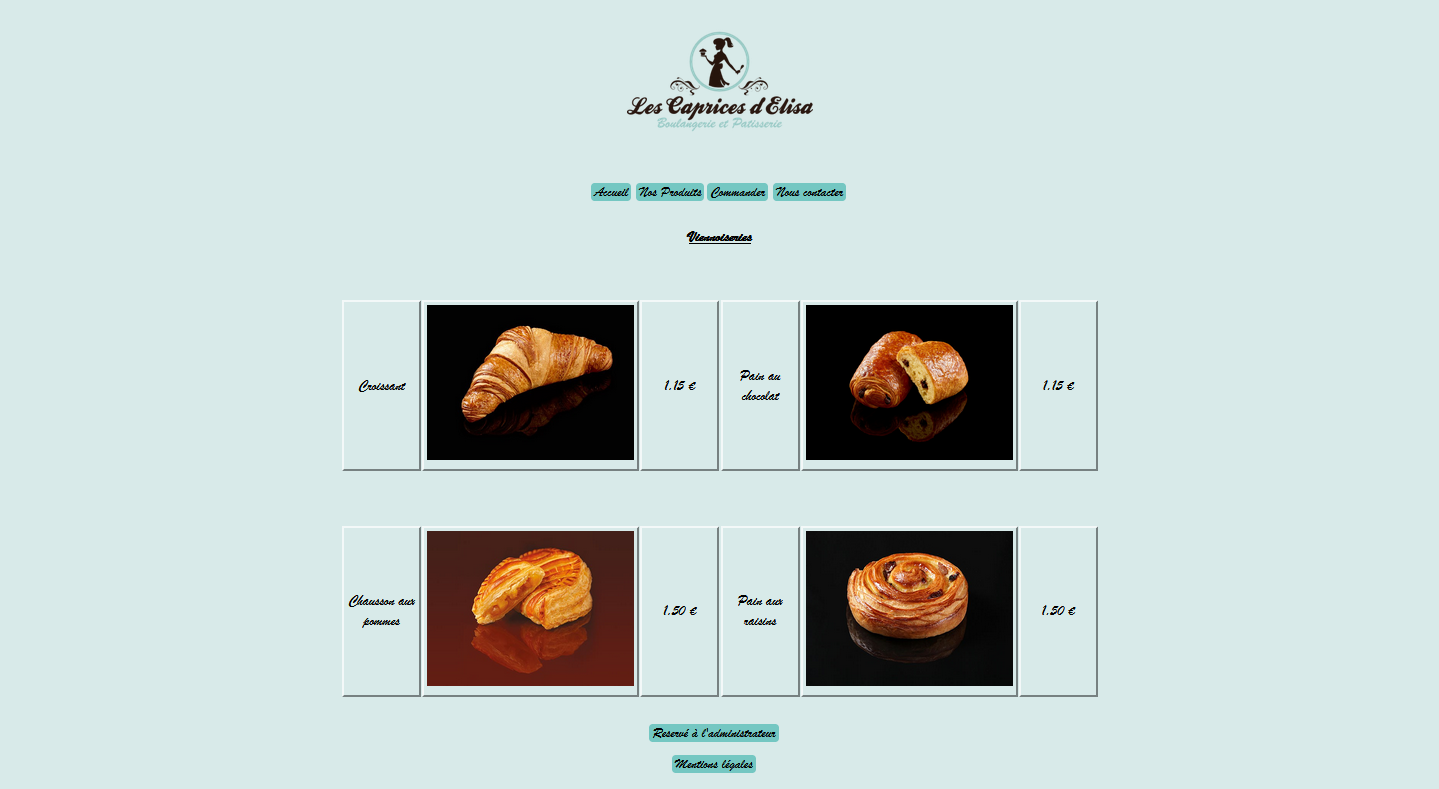 Les Caprices d'Elisa
Boulangerie et Patisserie
Accueil Nos Produits Commander Nous contacter
Viennoiseries
Croissant
1.15 €
Pain au
chocolat
1.15 €
Chausson aux
pommes
1.50 €
Pain aux
raisins
1.50 €
Reservé à l'administrateur
Mentions légales